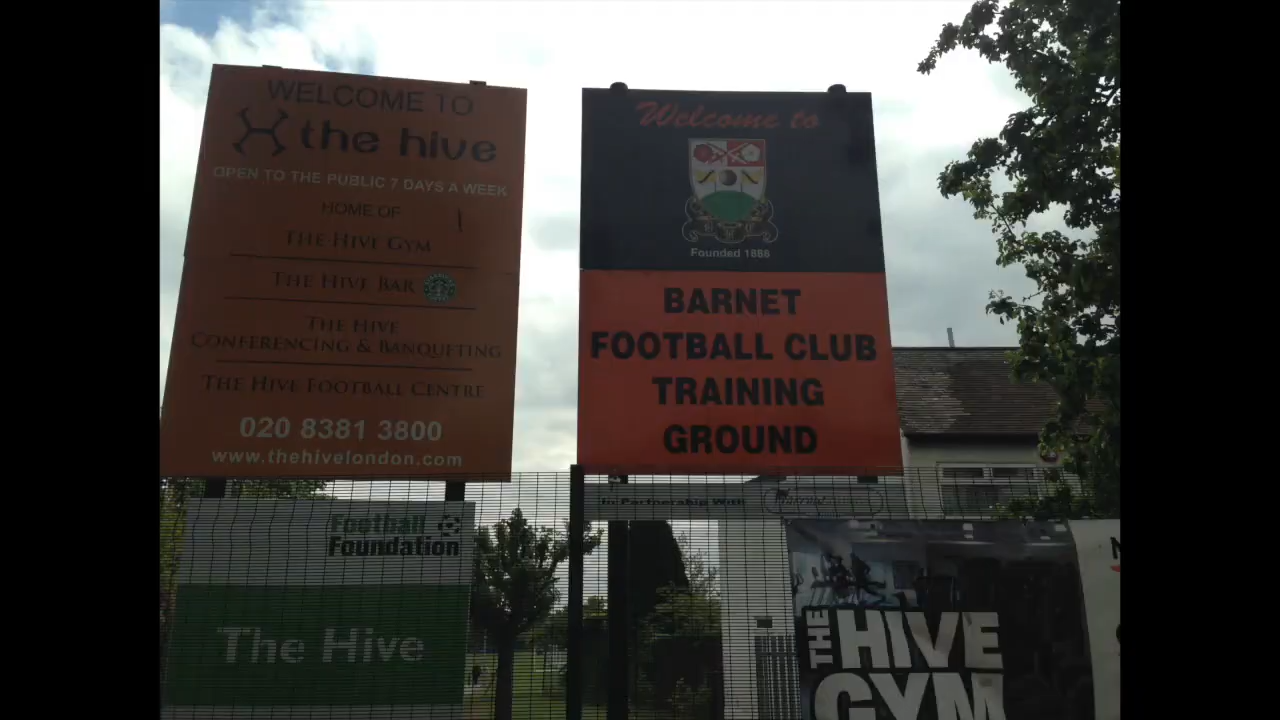 WELCOME TO
the hive
OPEN TO THE PUBLIC 7 DAYS A WEEK
HOME OF
THE HIVE GYM
THE HIVE BAR
THE HIVE
CONFERENCING & BANQUETING
THE HIVE FOOTBALL CENTRE
020 8381 3800
www.thehivelondon.com
Welcome to
Founded 1888
BARNET
FOOTBALL CLUB
TRAINING
GROUND
In Partnership With
Football
Foundation
The Hive
THE HIVE
GYM